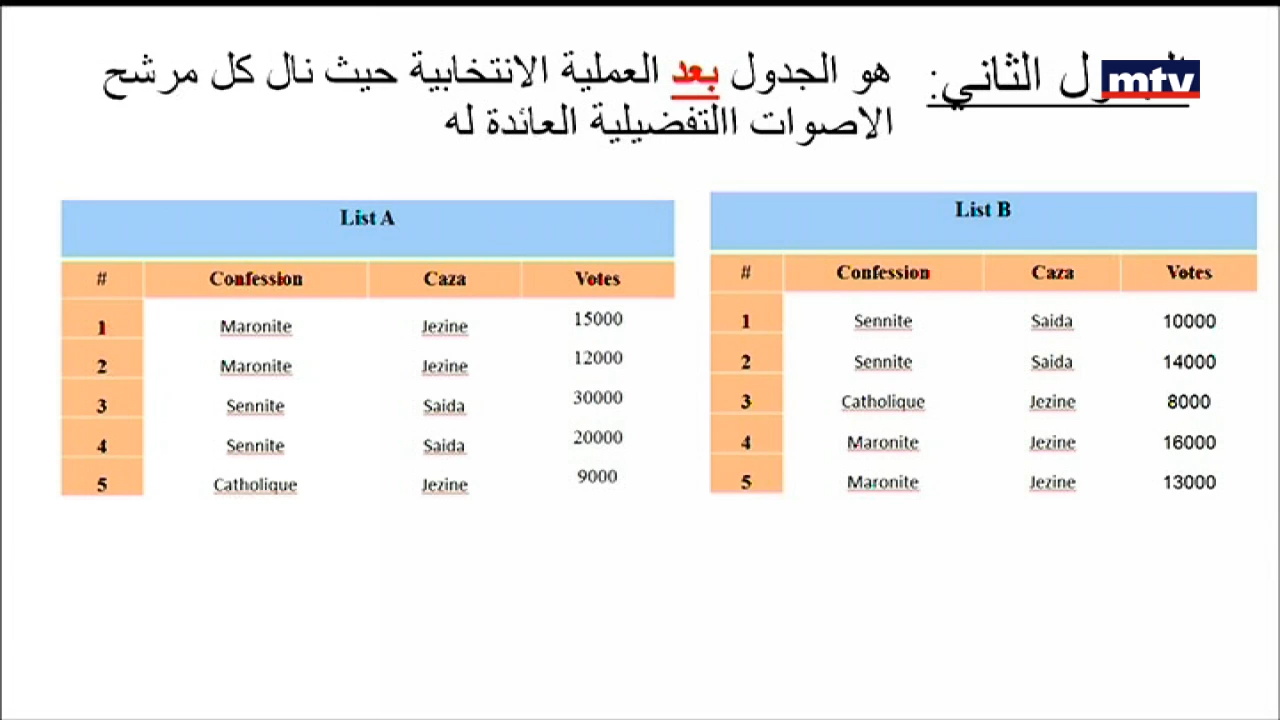 الثاني: هو الجدول بعد العملية الانتخابية حيث نال كل مرشح
الاصوات االتفضيلية العائدة له
mtv
List A
# Confession Caza Votes
1 Maronite Jezine 15000
2 Maronite Jezine 12000
3 Sennite Saida 30000
4 Sennite Saida 20000
5 Catholique Jezine 9000
List B
# Confession Caza Votes
1 Sennite Saida 10000
2 Sennite Saida 14000
3 Catholique Jezine 8000
4 Maronite Jezine 16000
5 Maronite Jezine 13000